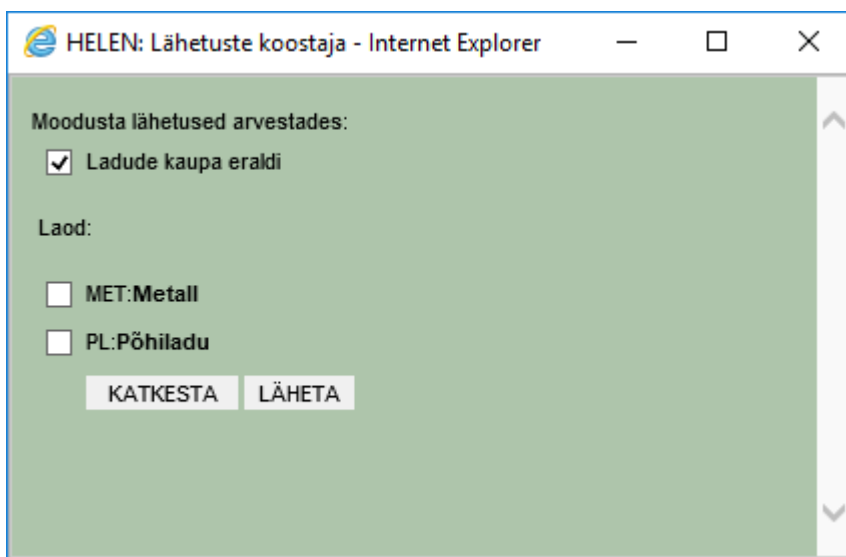 HELEN: Lähetuste koostaja - Internet Explorer
Moodusta lähetused arvestades:
Ladude kaupa eraldi
Laod:
MET:Metall
PL:Põhiladu
KATKESTA LÄHETA